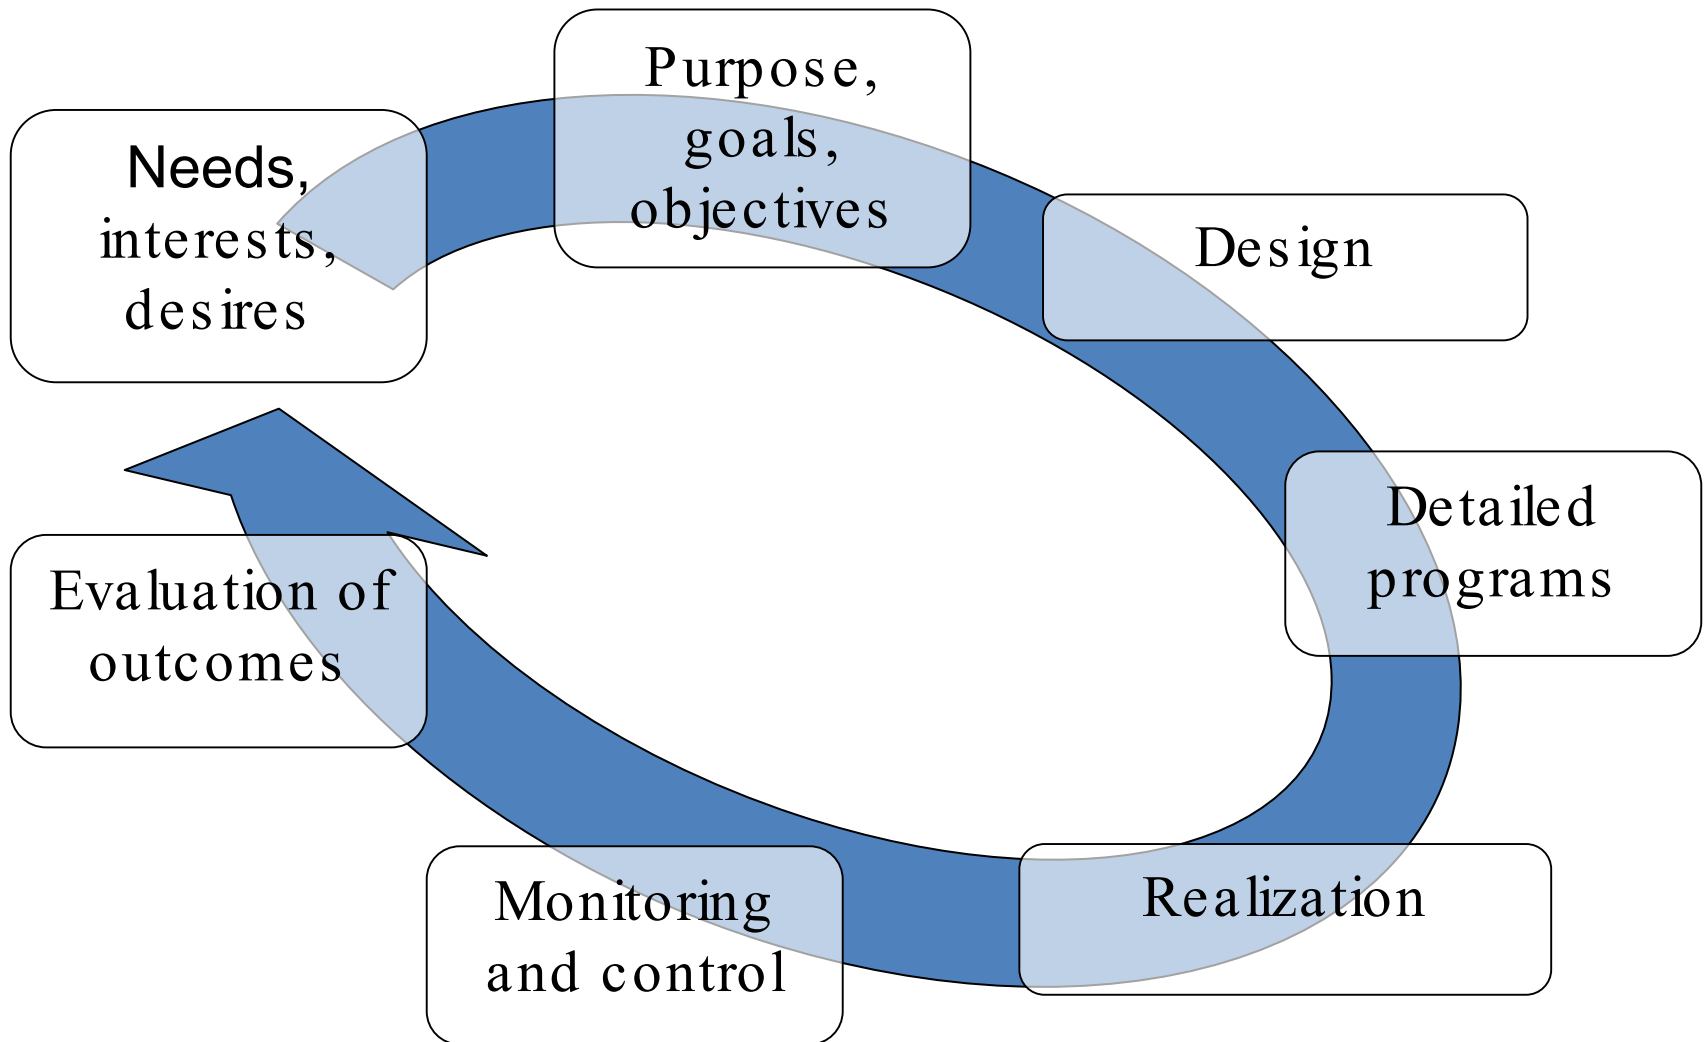 Needs,
interests,
desires
Purpose,
goals,
objectives
Design
Detailed
programs
Realization
Monitoring
and control
Evaluation of
outcomes